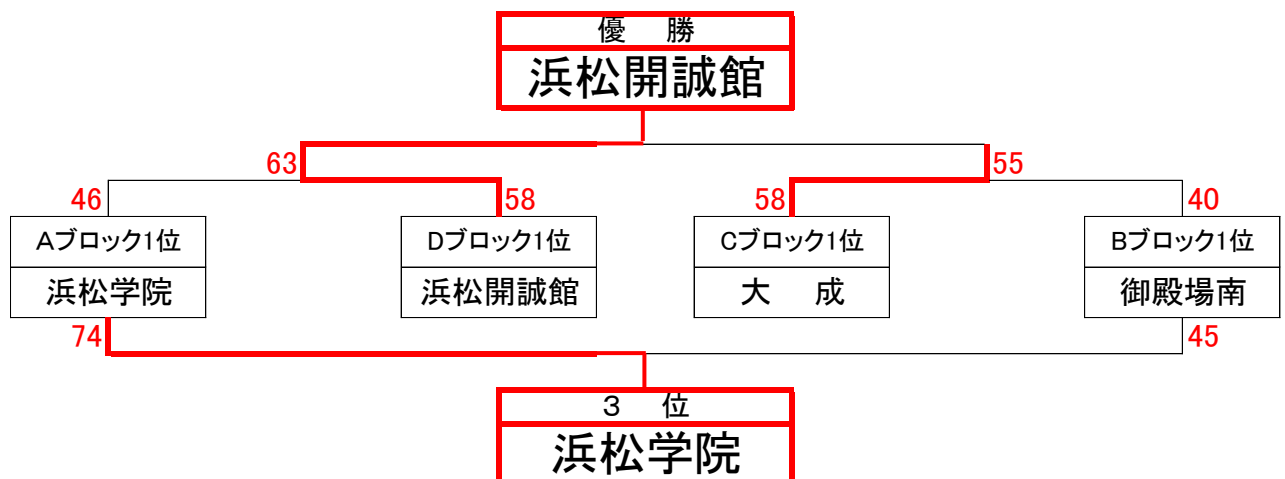 優 勝
浜松開誠館
63 55
46 58 58 40
Aブロック1位 Dブロック1位 Cブロック1位 Bブロック1位
浜松学院 浜松開誠館 大 成 御殿場南
74 45
3 位
浜松学院